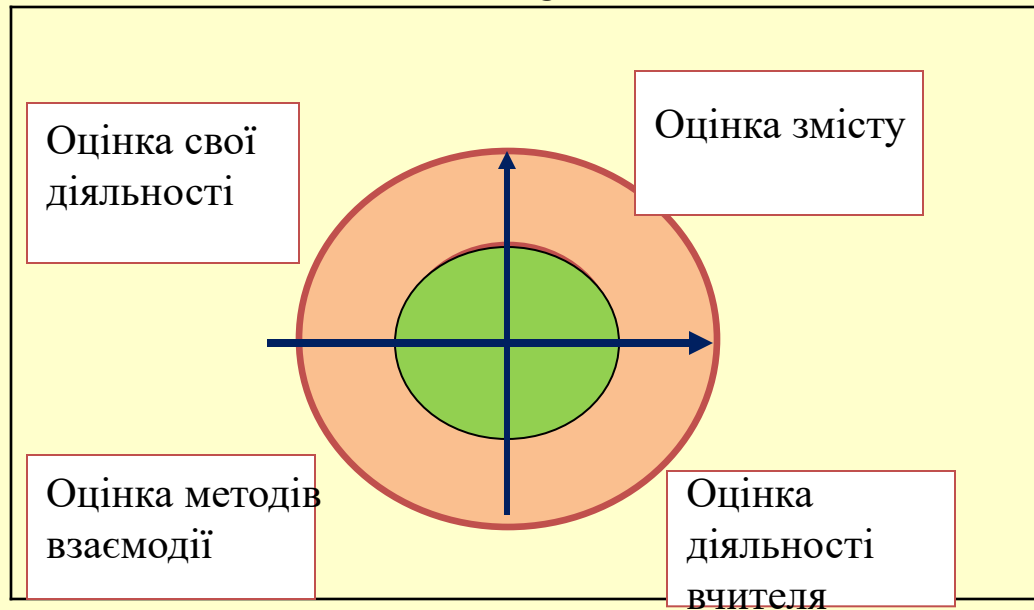 Оцінка свої
діяльності
Оцінка змісту
Оцінка методів
взаємодії
Оцінка
діяльності
вчителя